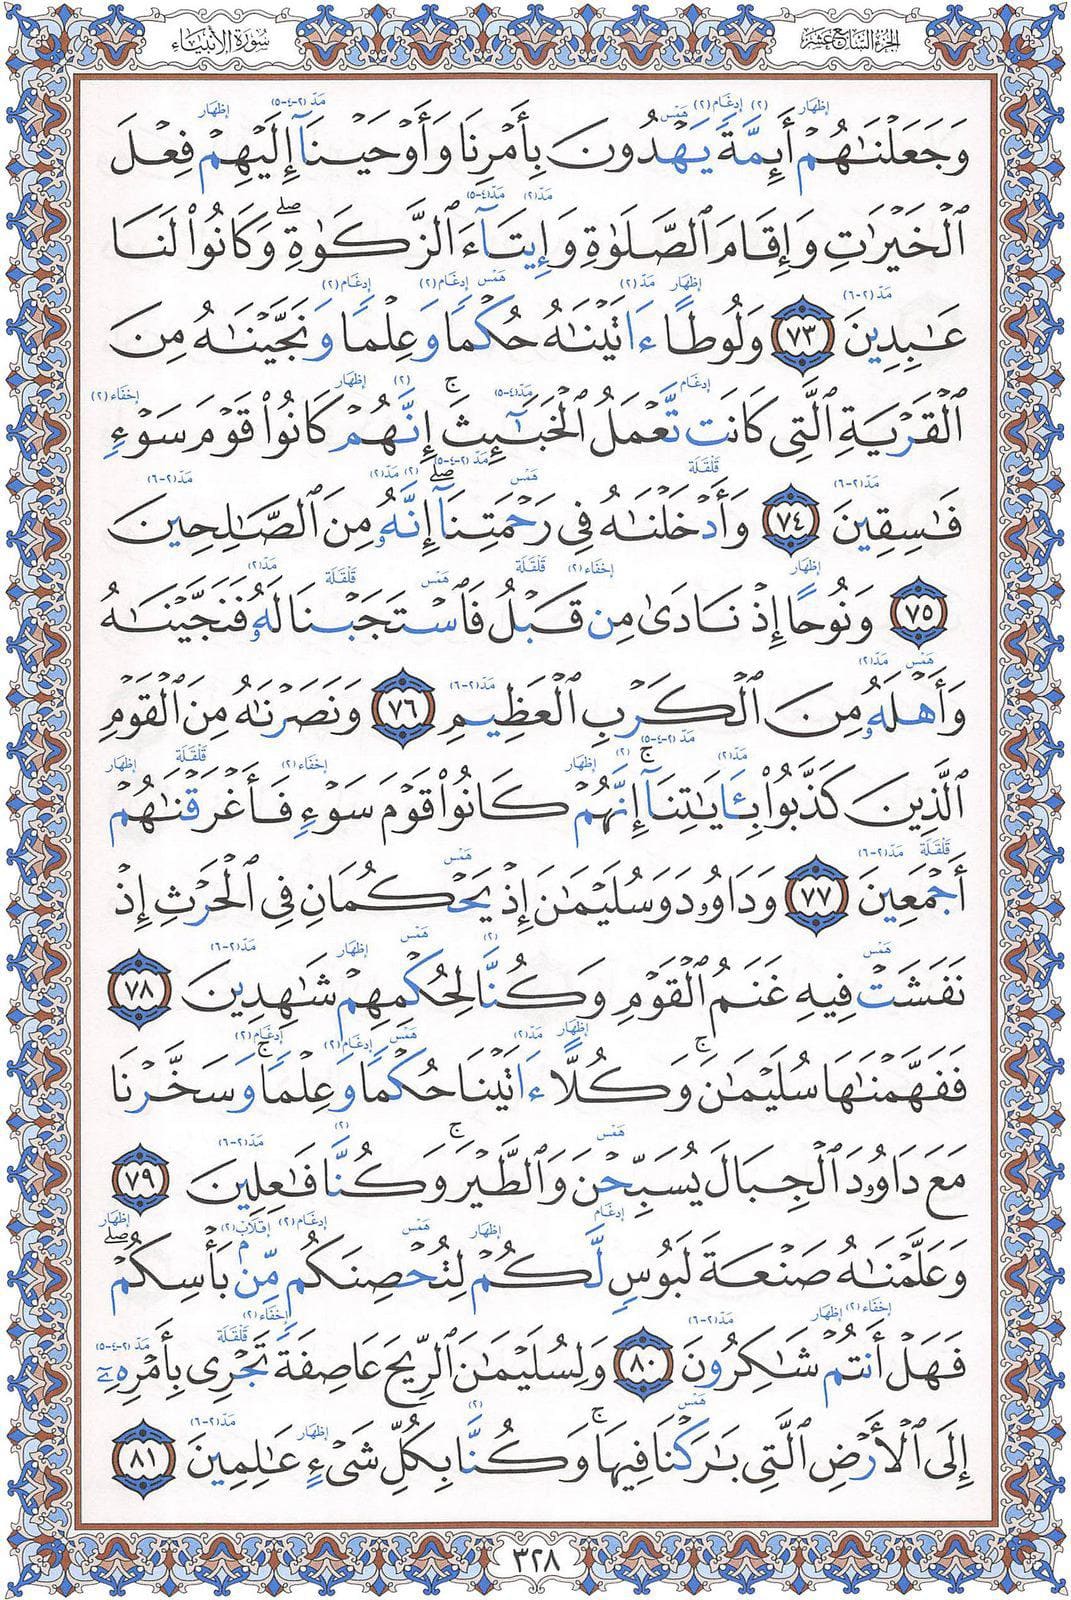 الجزء السابع عشر
سورة الأنبياء
وَجَعَلْنَٰهُمْ أَئِمَّةً يَهْدُونَ بِأَمْرِنَا وَأَوْحَيْنَآ إِلَيْهِمْ فِعْلَ
ٱلْخَيْرَٰتِ وَإِقَامَ ٱلصَّلَوٰةِ وَإِيتَآءَ ٱلزَّكَوٰةِ ۖ وَكَانُوا۟ لَنَا
عَٰبِدِينَ ٧٣ وَلُوطًا ءَاتَيْنَٰهُ حُكْمًا وَعِلْمًا وَنَجَّيْنَٰهُ مِنَ
ٱلْقَرْيَةِ ٱلَّتِى كَانَت تَّعْمَلُ ٱلْخَبَٰٓئِثَ ۚ إِنَّهُمْ كَانُوا۟ قَوْمَ سَوْءٍ
فَٰسِقِينَ ٧٤ وَأَدْخَلْنَٰهُ فِى رَحْمَتِنَآ ۖ إِنَّهُۥ مِنَ ٱلصَّٰلِحِينَ
٧٥ وَنُوحًا إِذْ نَادَىٰ مِن قَبْلُ فَٱسْتَجَبْنَا لَهُۥ فَنَجَّيْنَٰهُ
وَأَهْلَهُۥ مِنَ ٱلْكَرْبِ ٱلْعَظِيمِ ٧٦ وَنَصَرْنَٰهُ مِنَ ٱلْقَوْمِ
ٱلَّذِينَ كَذَّبُوا۟ بِـَٔايَٰتِنَآ ۚ إِنَّهُمْ كَانُوا۟ قَوْمَ سَوْءٍ فَأَغْرَقْنَٰهُمْ
أَجْمَعِينَ ٧٧ وَدَاوُۥدَ وَسُلَيْمَٰنَ إِذْ يَحْكُمَانِ فِى ٱلْحَرْثِ إِذْ
نَفَشَتْ فِيهِ غَنَمُ ٱلْقَوْمِ وَكُنَّا لِحُكْمِهِمْ شَٰهِدِينَ ٧٨
فَفَهَّمْنَٰهَا سُلَيْمَٰنَ ۚ وَكُلًّا ءَاتَيْنَا حُكْمًا وَعِلْمًا ۚ وَسَخَّرْنَا
مَعَ دَاوُۥدَ ٱلْجِبَالَ يُسَبِّحْنَ وَٱلطَّيْرَ ۚ وَكُنَّا فَٰعِلِينَ ٧٩
وَعَلَّمْنَٰهُ صَنْعَةَ لَبُوسٍ لَّكُمْ لِتُحْصِنَكُم مِّنۢ بَأْسِكُمْ ۖ
فَهَلْ أَنتُمْ شَٰكِرُونَ ٨٠ وَلِسُلَيْمَٰنَ ٱلرِّيحَ عَاصِفَةً تَجْرِى بِأَمْرِهِۦٓ
إِلَى ٱلْأَرْضِ ٱلَّتِى بَٰرَكْنَا فِيهَا ۚ وَكُنَّا بِكُلِّ شَىْءٍ عَٰلِمِينَ ٨١
٣٢٨